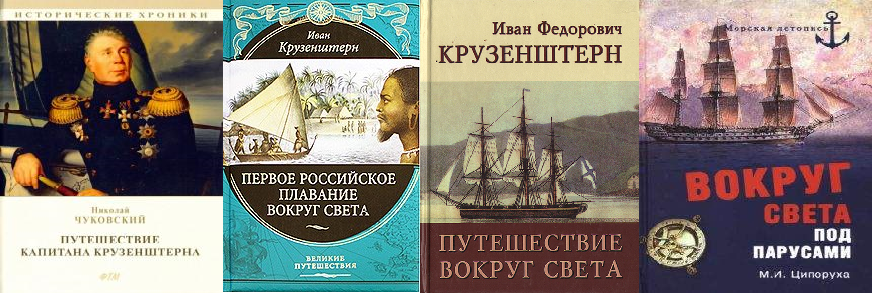 ИСТОРИЧЕСКИЕ ХРОНИКИ
Николай
ЧУКОВСКИЙ
ПУТЕШЕСТВИЕ
КАПИТАНА КРУЗЕНШТЕРНА
ФТМ
Иван
Крузенштерн
ПЕРВОЕ РОССИЙСКОЕ
ПЛАВАНИЕ
ВОКРУГ СВЕТА
ВЕЛИКИЕ
ПУТЕШЕСТВИЯ
Иван Федорович
КРУЗЕНШТЕРН
ПУТЕШЕСТВИЕ
ВОКРУГ СВЕТА
Морская летопись
ВОКРУГ
СВЕТА
ПОД
ПАРУСАМИ
М.И. Ципоруха